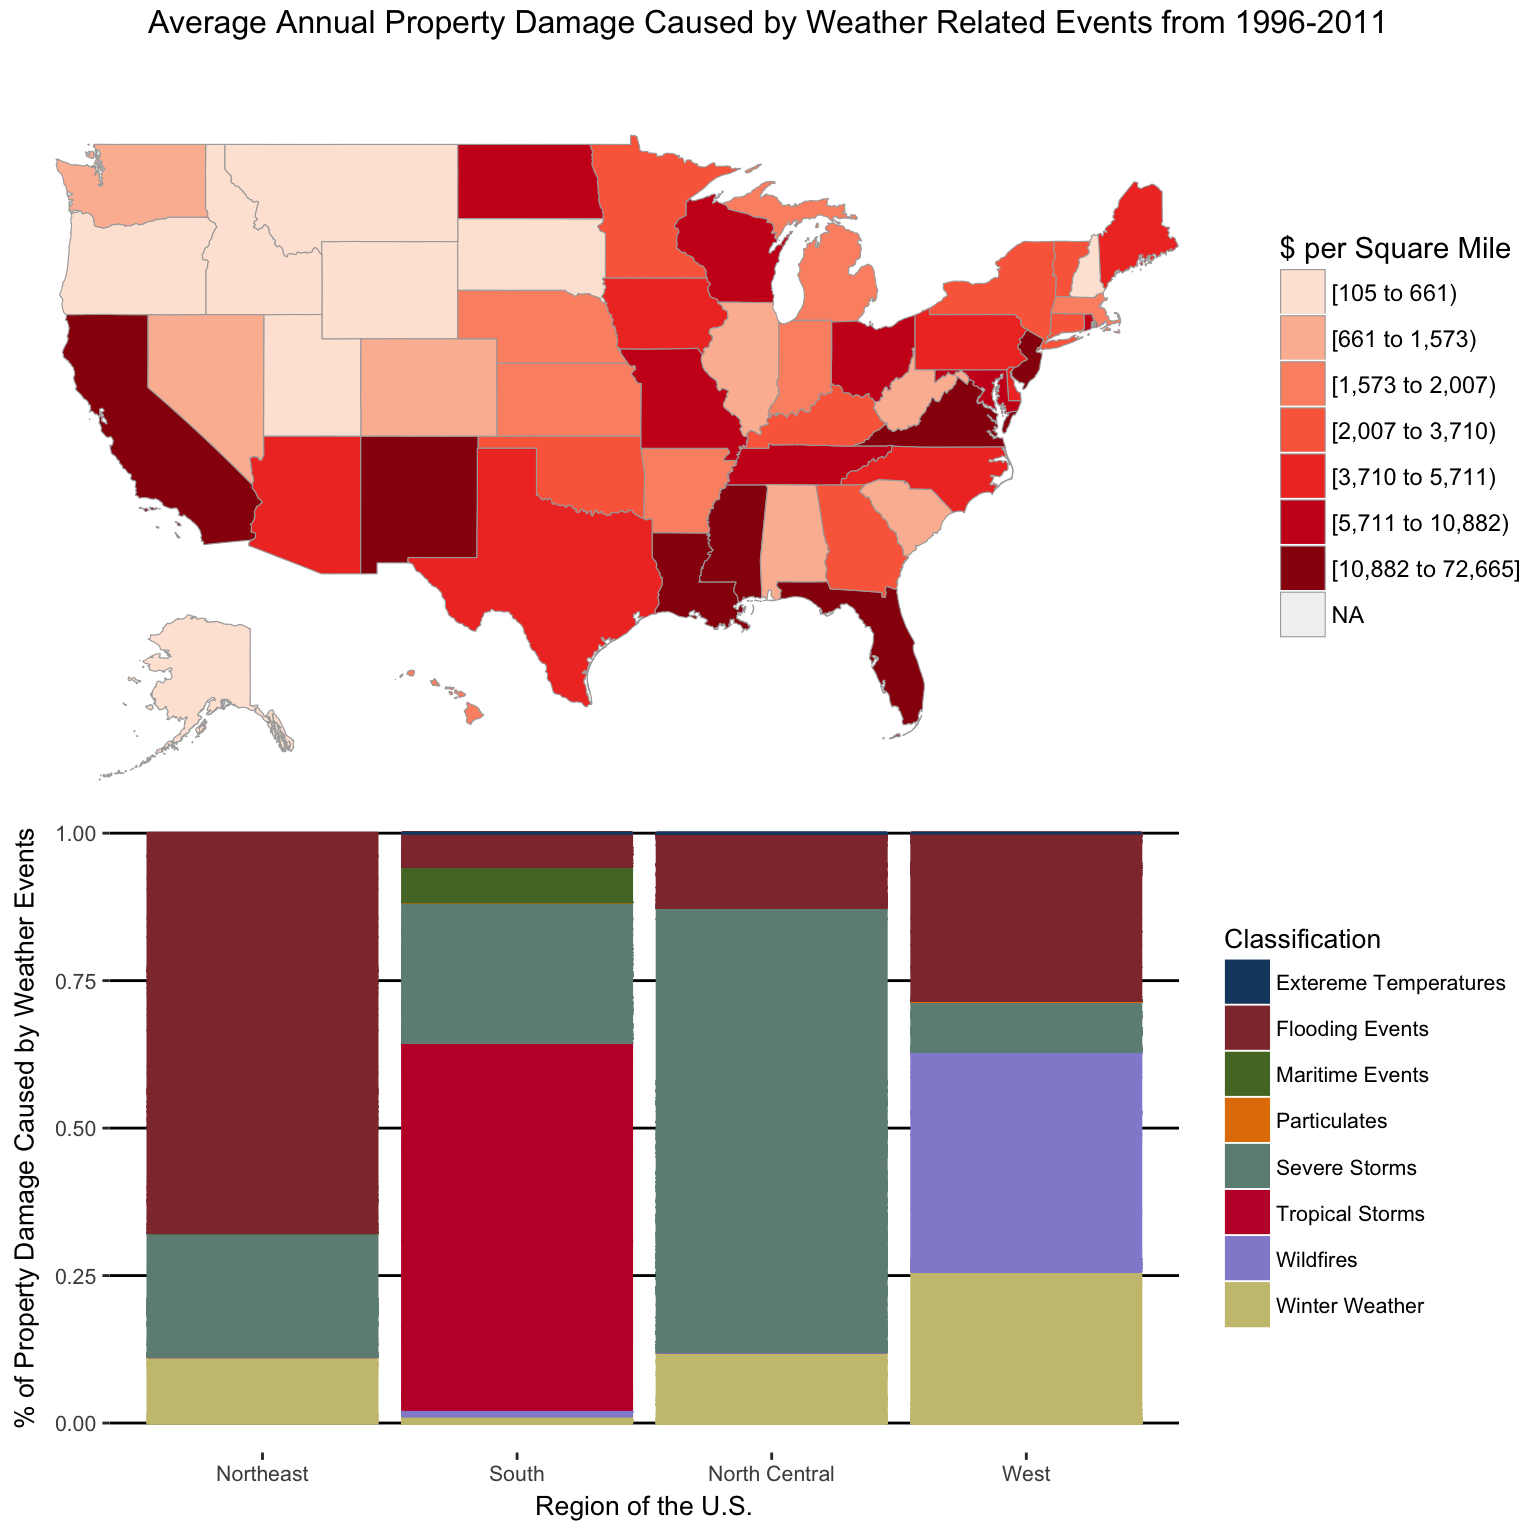 Average Annual Property Damage Caused by Weather Related Events from 1996-2011
$ per Square Mile
[105 to 661)
[661 to 1,573)
[1,573 to 2,007)
[2,007 to 3,710)
[3,710 to 5,711)
[5,711 to 10,882)
[10,882 to 72,665]
NA
% of Property Damage Caused by Weather Events
1.00
0.75
0.50
0.25
0.00
Northeast
South
North Central
West
Region of the U.S.
Classification
Extereme Temperatures
Flooding Events
Maritime Events
Particulates
Severe Storms
Tropical Storms
Wildfires
Winter Weather